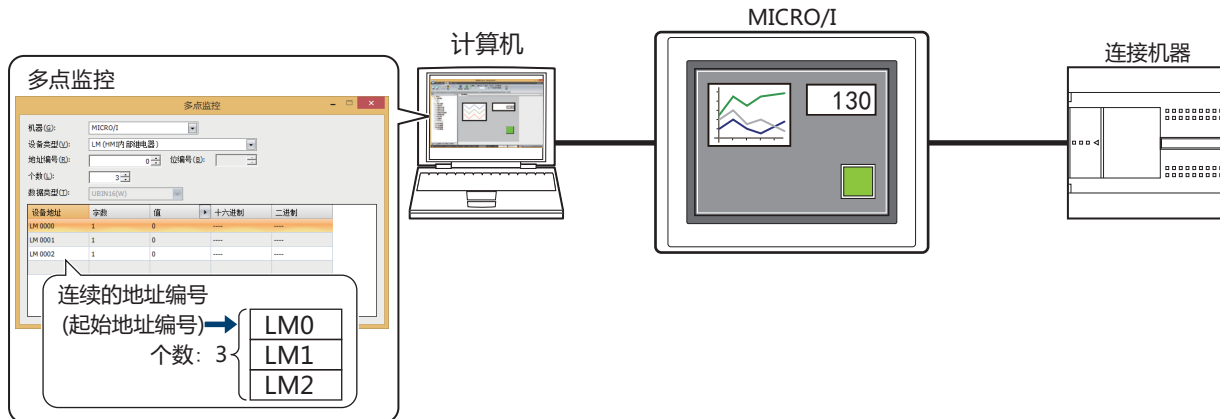 MICRO/I
计算机
连接机器
多点监控
多点监控
机器(G): MICRO/I
设备类型(V): LM (HMI内部继电器)
地址编号(R): 0 位编号(B):
个数(L): 3
数据类型(T): UBIN16(W)
设备地址 字数 值 十六进制 二进制
LM 0000 1 0 ---- ----
LM 0001 1 0 ---- ----
LM 0002 1 0 ---- ----
连续的地址编号
(起始地址编号)
个数: 3
LM0
LM1
LM2
130